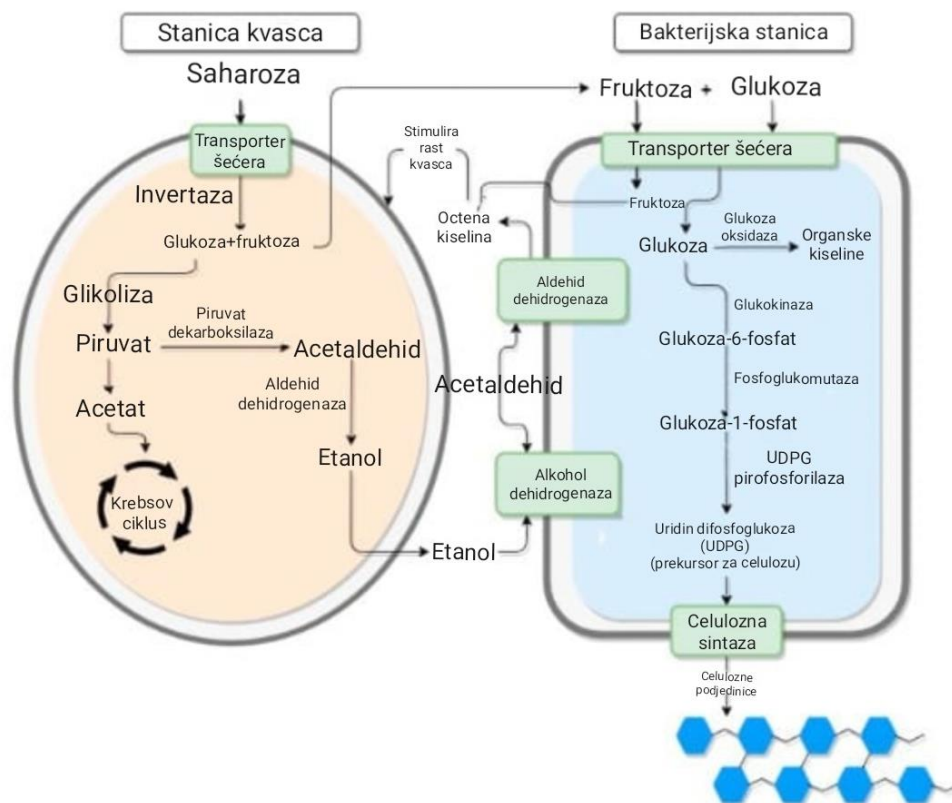 Stanica kvasca
Saharoza
Transporter
šećera
Invertaza
Glukoza+fruktoza
Glikoliza
Piruvat
Piruvat
dekarboksilaza
Acetaldehid
Aldehid
dehidrogenaza
Acetat
Etanol
Krebsov
ciklus
Etanol
Stimulira
rast
kvasca
Octena
kiselina
Aldehid
dehidrogenaza
Acetaldehid
Alkohol
dehidrogenaza
Bakterijska stanica
Fruktoza + Glukoza
Transporter šećera
Fruktoza
Glukoza
Glukoza
oksidaza
Organske
kiseline
Glukokinaza
Glukoza-6-fosfat
Fosfoglukomutaza
Glukoza-1-fosfat
UDPG
pirofosforilaza
Uridin difosfoglukoza
(UDPG)
(prekursor za celulozu)
Celulozna
sintaza
Celulozne
podjedinice